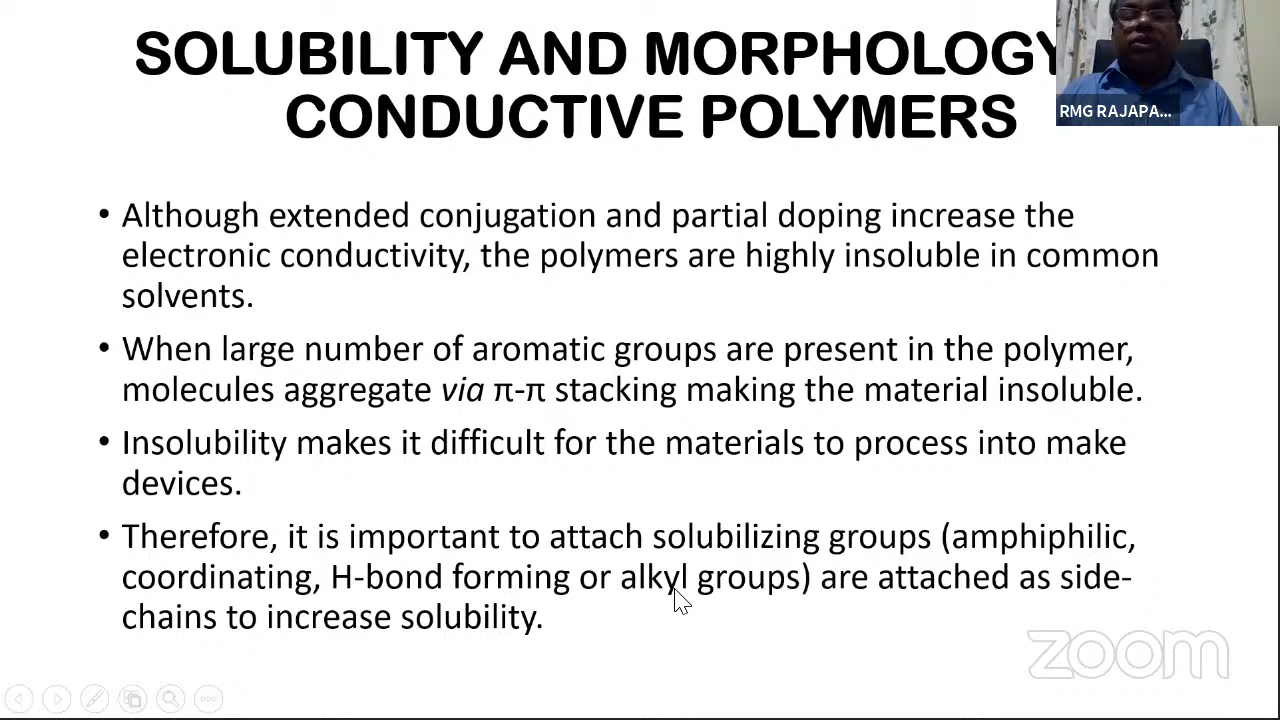 SOLUBILITY AND MORPHOLOGY
CONDUCTIVE POLYMERS
RMG RAJAPA...
• Although extended conjugation and partial doping increase the
electronic conductivity, the polymers are highly insoluble in common
solvents.
• When large number of aromatic groups are present in the polymer,
molecules aggregate via π-π stacking making the material insoluble.
• Insolubility makes it difficult for the materials to process into make
devices.
• Therefore, it is important to attach solubilizing groups (amphiphilic,
coordinating, H-bond forming or alkyl groups) are attached as side-
chains to increase solubility.
zoom